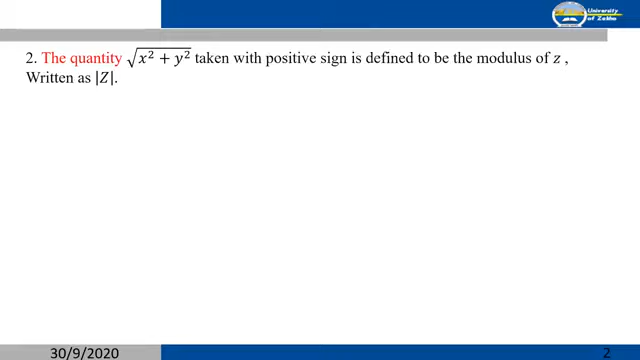 University
of Zakho
2. The quantity √x² + y² taken with positive sign is defined to be the modulus of z ,
Written as |Z|.
30/9/2020
2